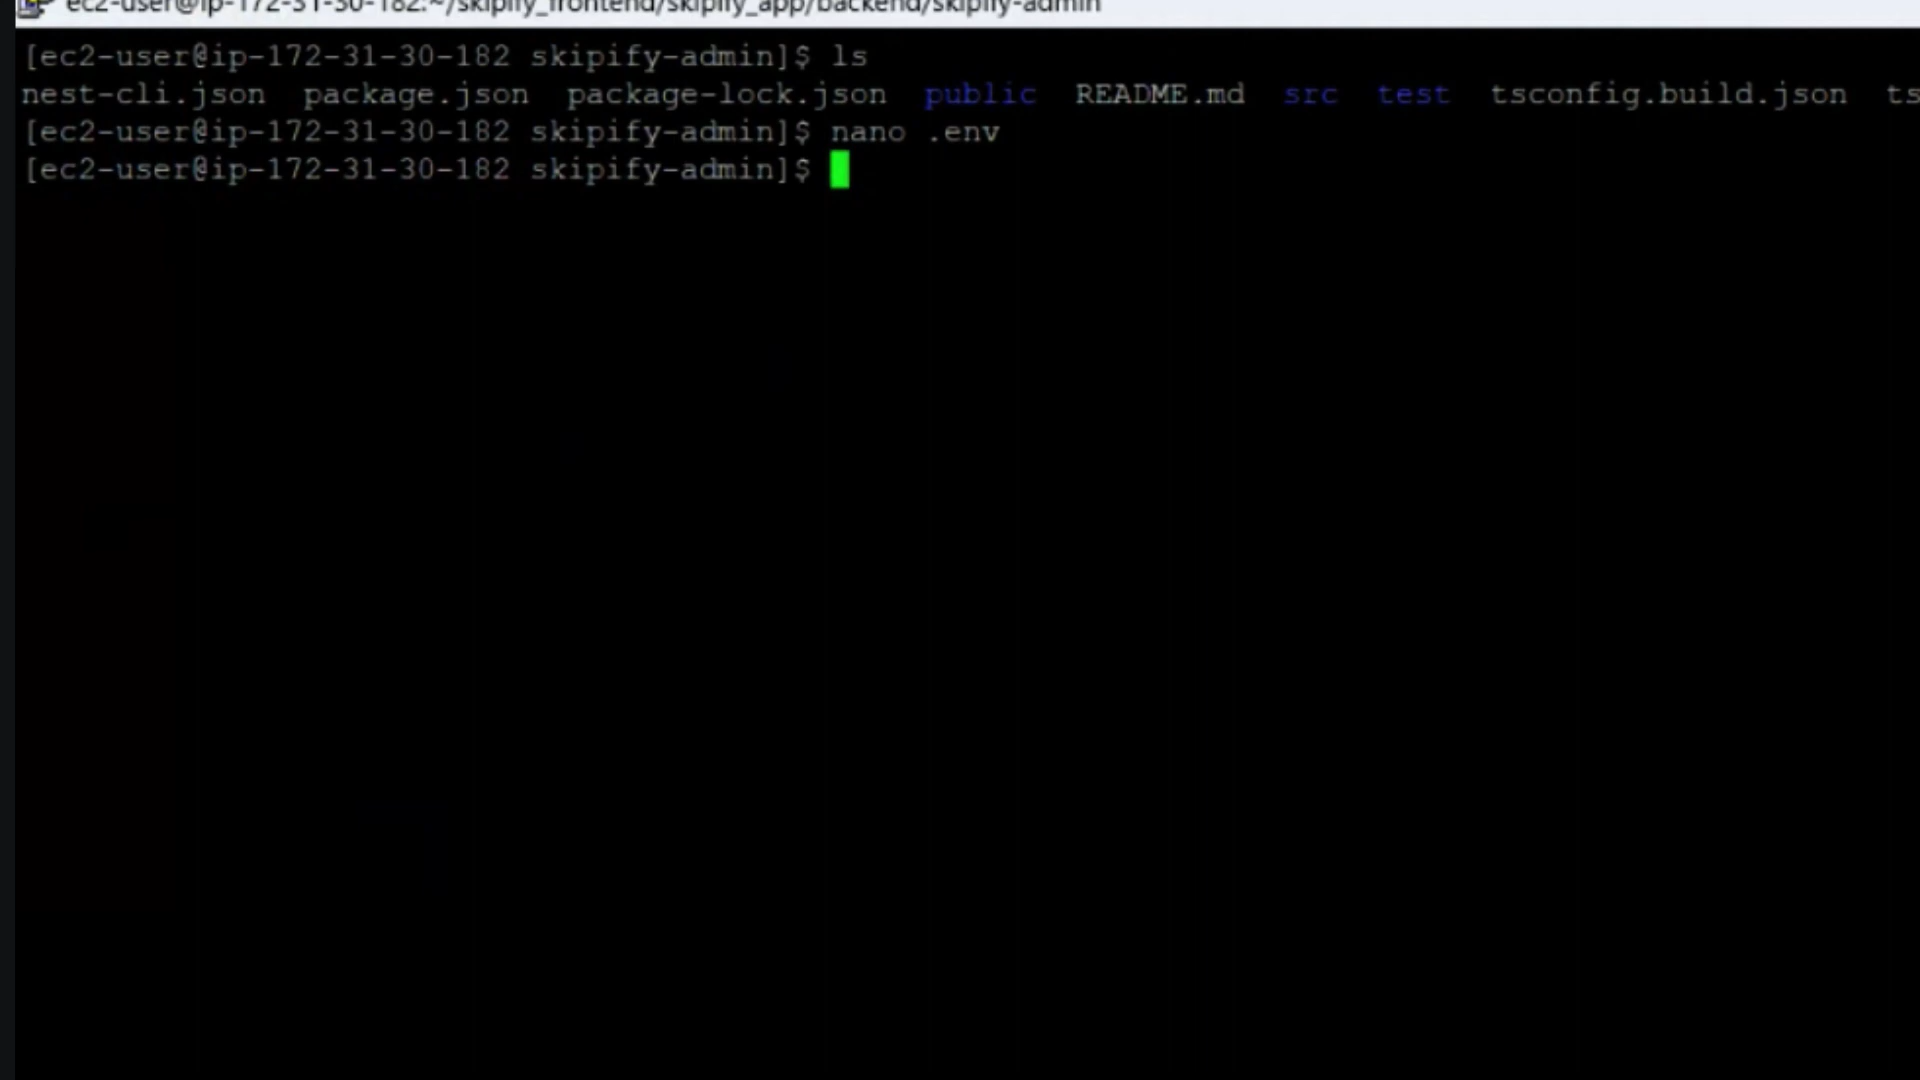 ec2-user@ip-172-31-30-182:~/skipify_frontend/skipify_app/backend/skipify-admin
[ec2-user@ip-172-31-30-182 skipify-admin]$ ls
nest-cli.json package.json package-lock.json public README.md src test tsconfig.build.json ts
[ec2-user@ip-172-31-30-182 skipify-admin]$ nano .env
[ec2-user@ip-172-31-30-182 skipify-admin]$